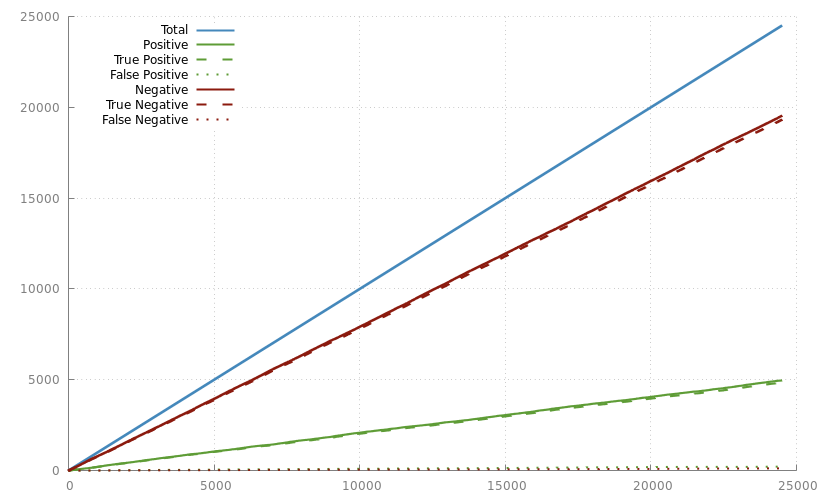 25000
20000
15000
10000
5000
0
Total
Positive
True Positive
False Positive
Negative
True Negative
False Negative
0
5000
10000
15000
20000
25000